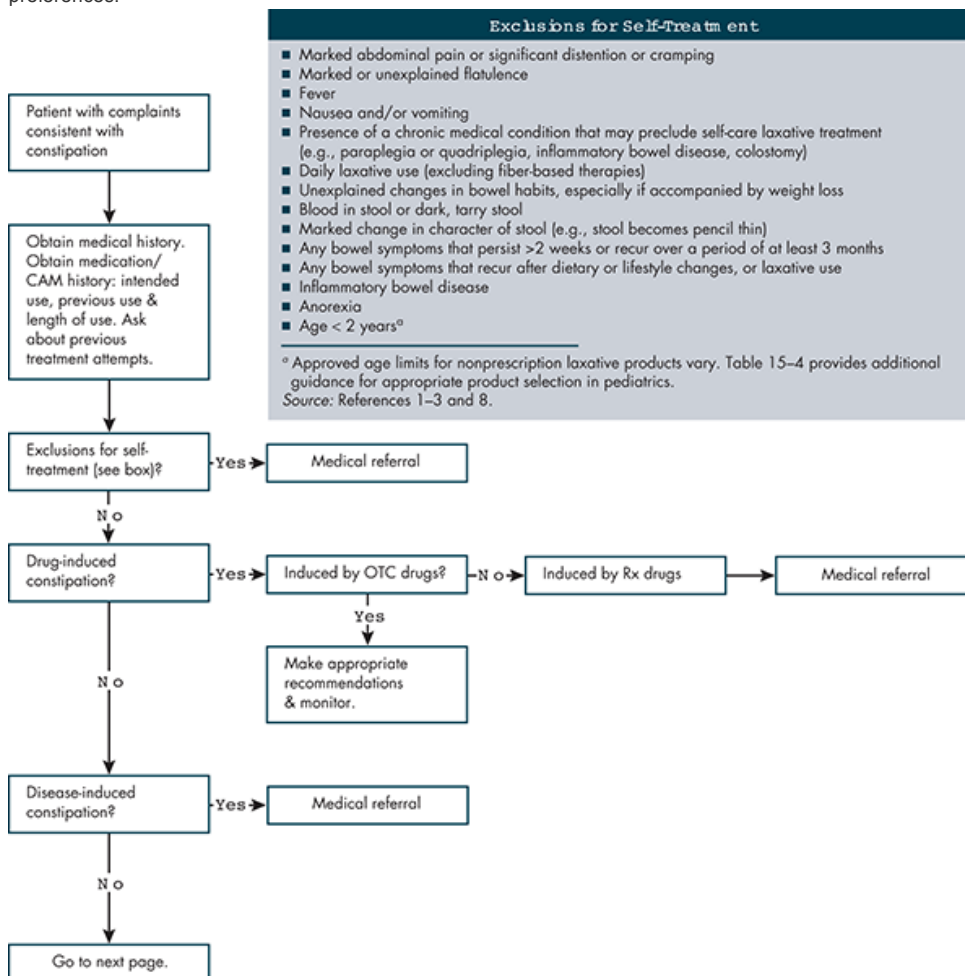 preferences.
Exclusions for Self-Treatment
■ Marked abdominal pain or significant distention or cramping
■ Marked or unexplained flatulence
■ Fever
■ Nausea and/or vomiting
■ Presence of a chronic medical condition that may preclude self-care laxative treatment
(e.g., paraplegia or quadriplegia, inflammatory bowel disease, colostomy)
■ Daily laxative use (excluding fiber-based therapies)
■ Unexplained changes in bowel habits, especially if accompanied by weight loss
■ Blood in stool or dark, tarry stool
■ Marked change in character of stool (e.g., stool becomes pencil thin)
■ Any bowel symptoms that persist >2 weeks or recur over a period of at least 3 months
■ Any bowel symptoms that recur after dietary or lifestyle changes, or laxative use
■ Inflammatory bowel disease
■ Anorexia
■ Age < 2 years^a
^a Approved age limits for nonprescription laxative products vary. Table 15–4 provides additional
guidance for appropriate product selection in pediatrics.
Source: References 1–3 and 8.
Patient with complaints
consistent with
constipation
Obtain medical history.
Obtain medication/
CAM history: intended
use, previous use &
length of use. Ask
about previous
treatment attempts.
Exclusions for self-
treatment (see box)?
Yes
Medical referral
No
Drug-induced
constipation?
Yes
Induced by OTC drugs?
No
Induced by Rx drugs
Medical referral
Yes
Make appropriate
recommendations
& monitor.
No
Disease-induced
constipation?
Yes
Medical referral
No
Go to next page.